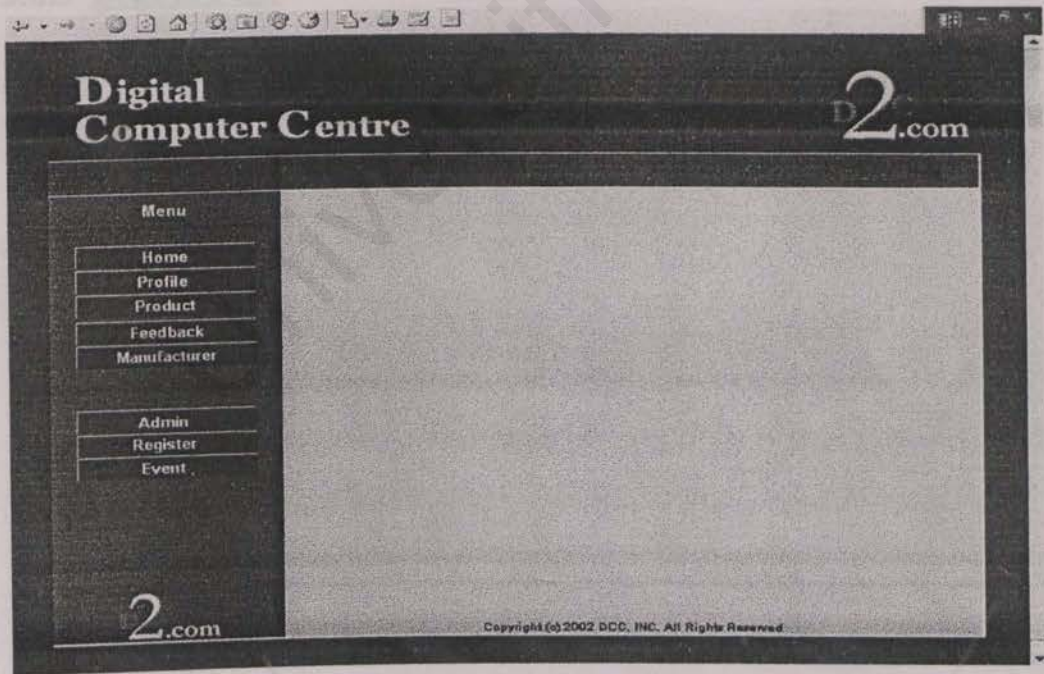 Digital
Computer Centre
D2C.com
Menu
Home
Profile
Product
Feedback
Manufacturer
Admin
Register
Event
2.com
Copyright (c) 2002 DCC, INC. All Rights Reserved